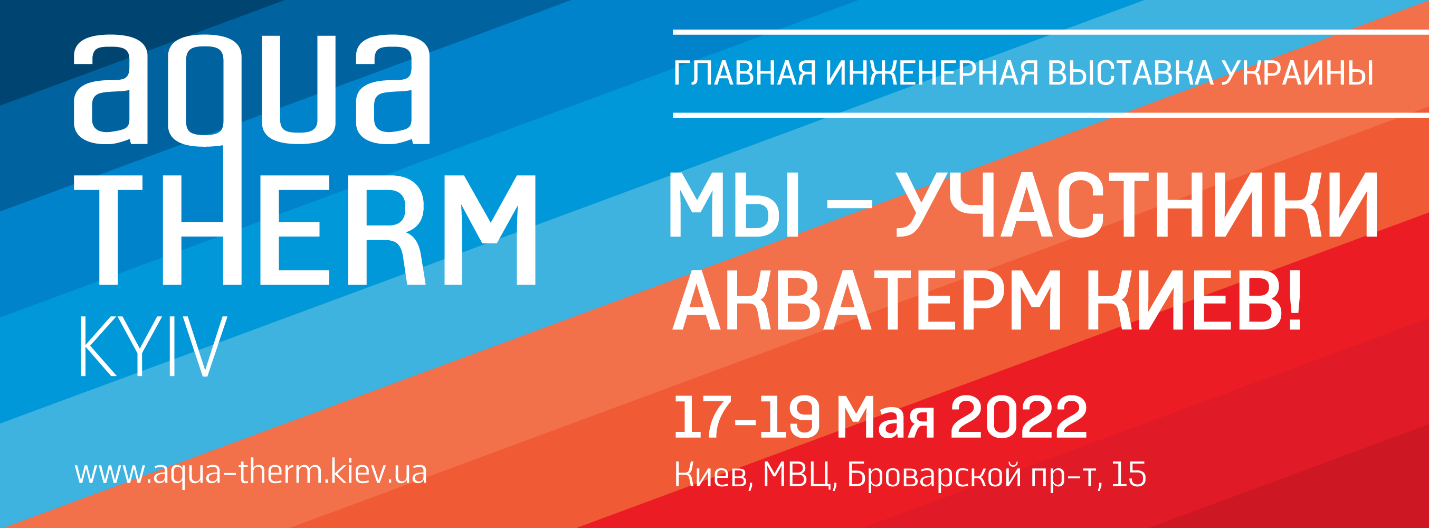 aqua
THERM
KYIV
www.aqua-therm.kiev.ua
ГЛАВНАЯ ИНЖЕНЕРНАЯ ВЫСТАВКА УКРАИНЫ
МЫ – УЧАСТНИКИ
АКВАТЕРМ КИЕВ!
17-19 Мая 2022
Киев, МВЦ, Броварской пр-т, 15